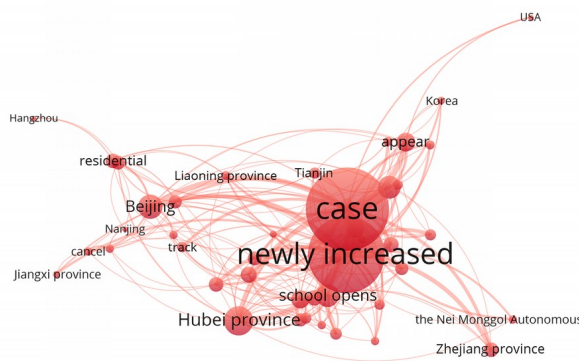 USA
Korea
Hangzhou
appear
residential
Liaoning province
Tianjin
Beijing
case
Nanjing
track
cancel
newly increased
Jiangxi province
school opens
Hubei province
the Nei Monggol Autonomous
Zhejiang province